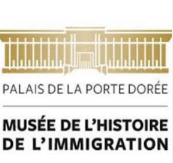 PALAIS DE LA PORTE DORÉE
MUSÉE DE L'HISTOIRE
DE L'IMMIGRATION